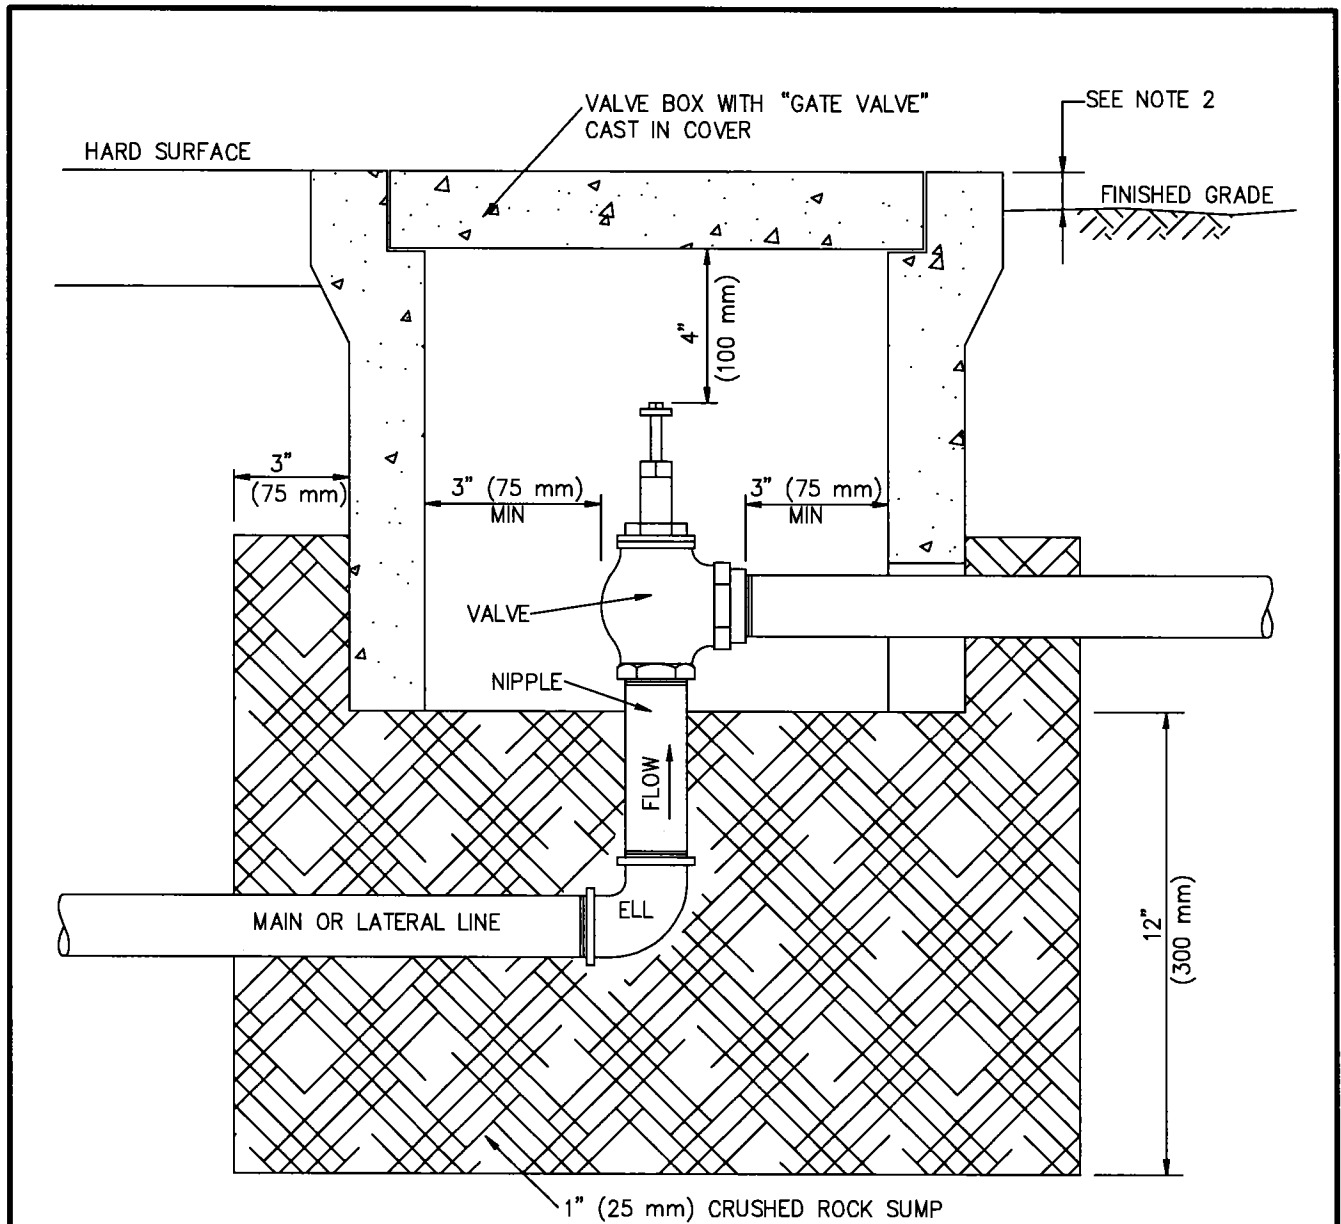 VALVE BOX WITH "GATE VALVE"
CAST IN COVER
SEE NOTE 2
HARD SURFACE
FINISHED GRADE
4"
(100 mm)
3"
(75 mm)
3" (75 mm)
MIN
3" (75 mm)
MIN
VALVE
NIPPLE
FLOW
ELL
MAIN OR LATERAL LINE
12"
(300 mm)
1" (25 mm) CRUSHED ROCK SUMP